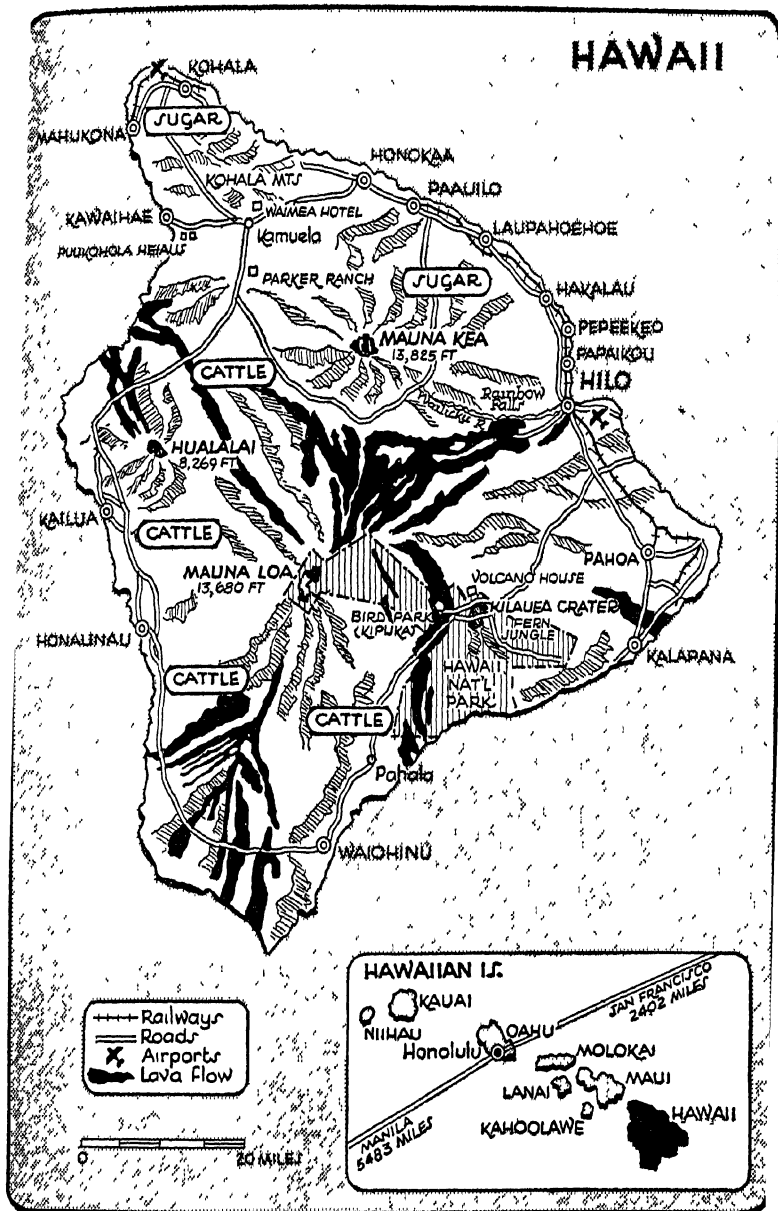 HAWAII
KOHALA
SUGAR
MAHUKONA
HONOKAA
KOHALA MTS
PAAUILO
WAIMEA HOTEL
KAWAIHAE
Kamuela
LAUPAHOEHOE
PUUKOHOLA HEIAUS
PARKER RANCH
SUGAR
HAKALAU
PEPEEKEO
MAUNA KEA
13,825 FT
PAPAIKOU
CATTLE
HILO
Rainbow
Falls
Wailuku R.
HUALALAI
8,269 FT
KAILUA
CATTLE
PAHOA
MAUNA LOA
13,680 FT
VOLCANO HOUSE
KILAUEA CRATER
BIRD PARK
(KIPUKAS)
FERN
JUNGLE
HONAUNAU
KALAPANA
HAWAII
NAT'L
PARK
CATTLE
CATTLE
Pahala
WAIOHINU
HAWAIIAN IS.
SAN FRANCISCO
2402 MILES
KAUAI
NIIHAU
OAHU
Honolulu
MOLOKAI
LANAI
MAUI
KAHOOLAWE
HAWAII
MANILA
5483 MILES
Railways
Roads
Airports
Lava flow
0 20 MILES